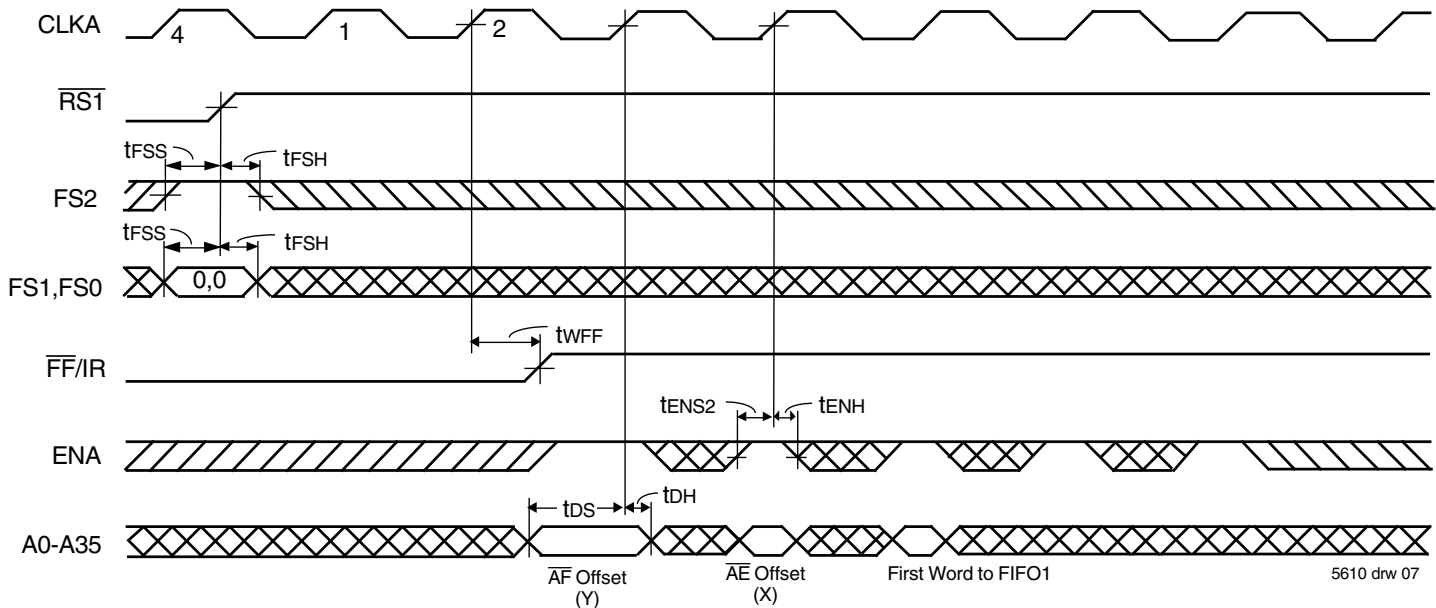 CLKA
4 1 2
RS1
tFSS tFSH
FS2
tFSS tFSH
FS1,FS0
0,0
tWFF
FF/IR
tENS2 tENH
ENA
tDS tDH
A0-A35
AF Offset
(Y)
AE Offset
(X)
First Word to FIFO1
5610 drw 07